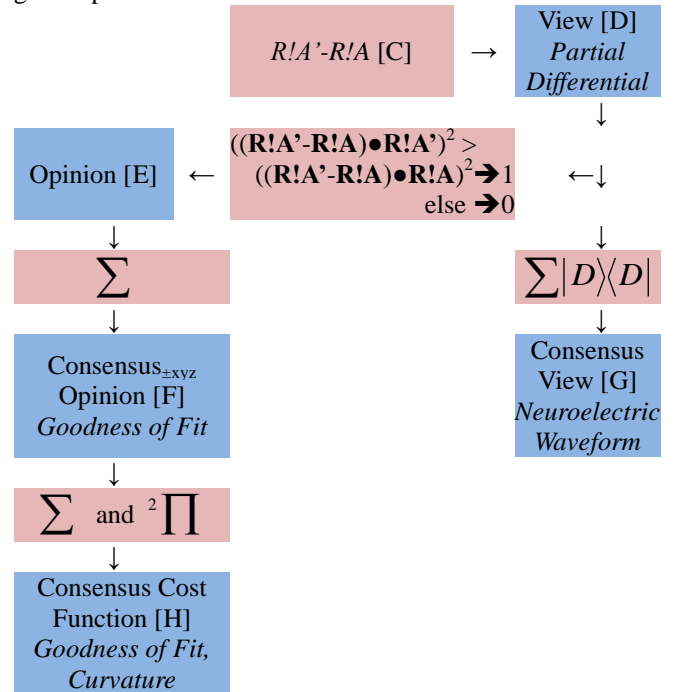 R!A’-R!A [C]
→
View [D]
Partial
Differential
↓
Opinion [E]
←
((R!A’-R!A)●R!A’)² >
((R!A’-R!A)●R!A)²➔1
else ➔0
←↓
↓
↓
∑
∑|D⟩⟨D|
↓
↓
Consensus±xyz
Opinion [F]
Goodness of Fit
Consensus
View [G]
Neuroelectric
Waveform
↓
∑ and ²∏
↓
Consensus Cost
Function [H]
Goodness of Fit,
Curvature